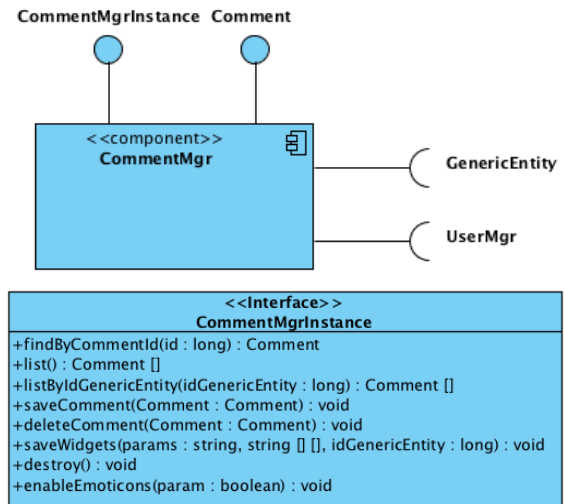 CommentMgrInstance Comment
<<component>>
CommentMgr
GenericEntity
UserMgr
<<Interface>>
CommentMgrInstance
+findByCommentId(id : long) : Comment
+list() : Comment []
+listByIdGenericEntity(idGenericEntity : long) : Comment []
+saveComment(Comment : Comment) : void
+deleteComment(Comment : Comment) : void
+saveWidgets(params : string, string [] [], idGenericEntity : long) : void
+destroy() : void
+enableEmoticons(param : boolean) : void